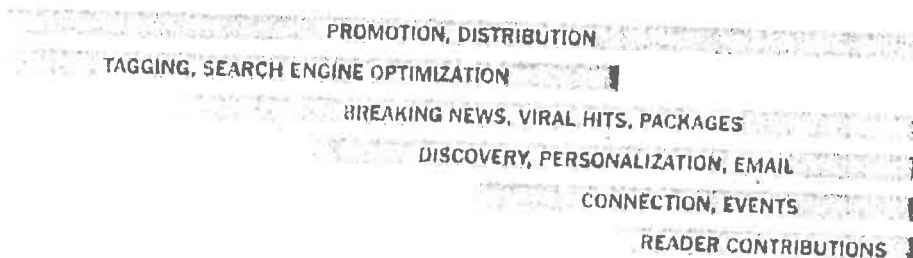 PROMOTION, DISTRIBUTION
TAGGING, SEARCH ENGINE OPTIMIZATION
BREAKING NEWS, VIRAL HITS, PACKAGES
DISCOVERY, PERSONALIZATION, EMAIL
CONNECTION, EVENTS
READER CONTRIBUTIONS